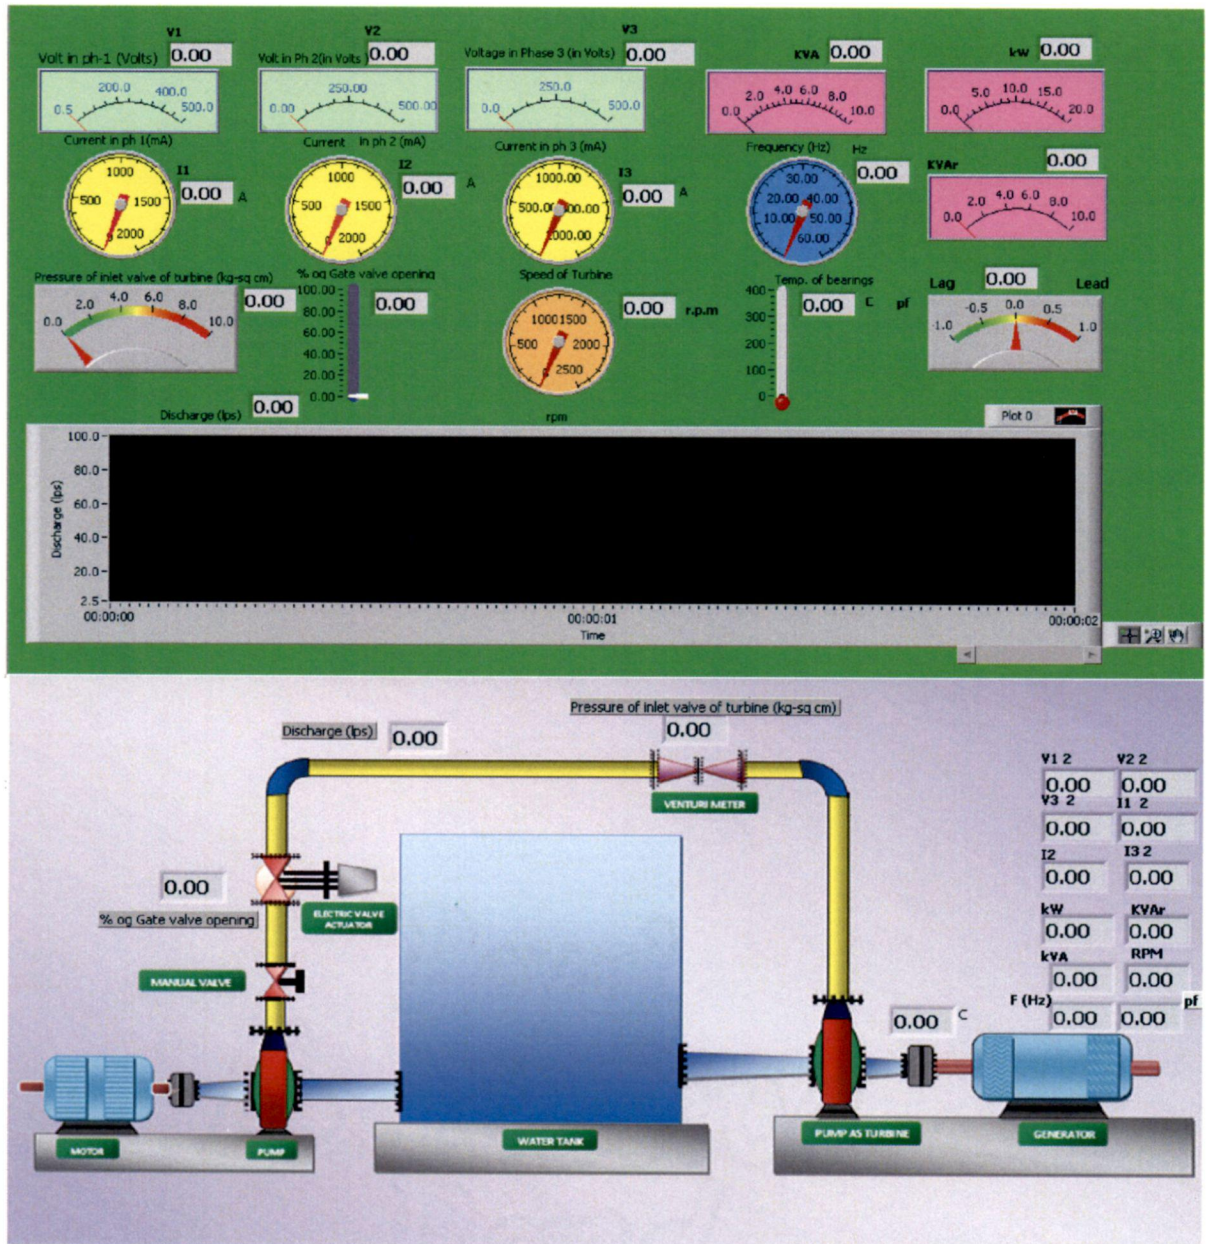 V1 V2 V3
Volt in ph-1 (Volts) 0.00 Volt in Ph 2(in Volts ) 0.00 Voltage in Phase 3 (in Volts) 0.00 KVA 0.00 kW 0.00
0.5 200.0 400.0 500.0
0.00 250.00 500.00
0.0 250.0 500.0
0.0 2.0 4.0 6.0 8.0 10.0
0.0 5.0 10.0 15.0 20.0
Current in ph 1(mA) Current In ph 2 (mA) Current in ph 3 (mA) Frequency (Hz) Hz
0 500 1000 1500 2000
I1
0.00 A
0 500 1000 1500 2000
I2
0.00 A
1000.00
I3
0.00 A
10.00 20.00 30.00 40.00 50.00 60.00
0.00
KVAr 0.00
0.0 2.0 4.0 6.0 8.0 10.0
Pressure of inlet valve of turbine (kg-sq cm) 0.00
0.0 2.0 4.0 6.0 8.0 10.0
% og Gate valve opening
100.00
80.00
60.00
40.00
20.00
0.00
0.00
Speed of Turbine
0 500 1000 1500 2000 2500
0.00 r.p.m
rpm
Temp. of bearings
400
300
200
100
0
0.00 C
pf
Lag 0.00 Lead
-1.0 -0.5 0.0 0.5 1.0
Discharge (lps) 0.00
Plot 0
Discharge (lps)
100.0
80.0
60.0
40.0
20.0
2.5
00:00:00 00:00:01 00:00:02
Time
Pressure of inlet valve of turbine (kg-sq cm)
0.00
Discharge (lps) 0.00
VENTURI METER
0.00
% og Gate valve opening
ELECTRIC VALVE
ACTUATOR
MANUAL VALVE
V1 2 V2 2
0.00 0.00
V3 2 I1 2
0.00 0.00
I2 I3 2
0.00 0.00
kW KVAr
0.00 0.00
kVA RPM
0.00 0.00
F (Hz) 0.00 0.00 pf
0.00 C
MOTOR
PUMP
WATER TANK
PUMP AS TURBINE
GENERATOR